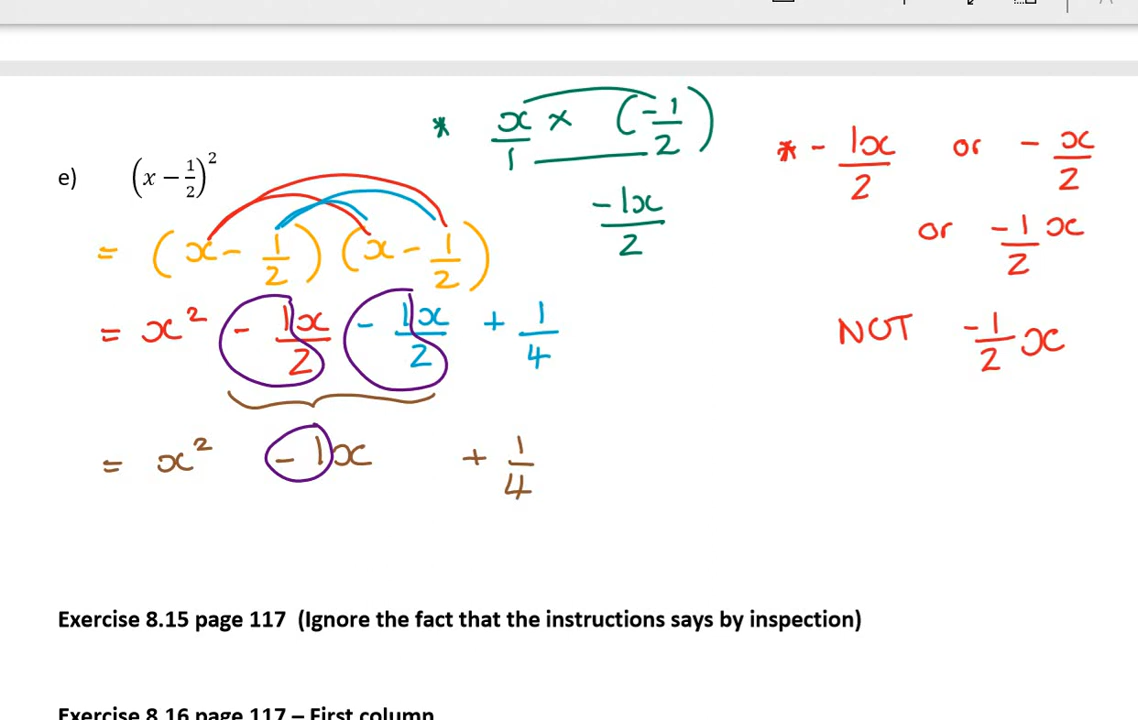 * x/1 × (-1/2)
-1x/2
* - 1x/2 or - x/2
or -1/2 x
NOT -1/2 x
e) (x - 1/2)²
= (x - 1/2)(x - 1/2)
= x² - 1x/2 - 1x/2 + 1/4
= x² - 1x + 1/4
Exercise 8.15 page 117 (Ignore the fact that the instructions says by inspection)
Exercise 8.16 page 117 – First column